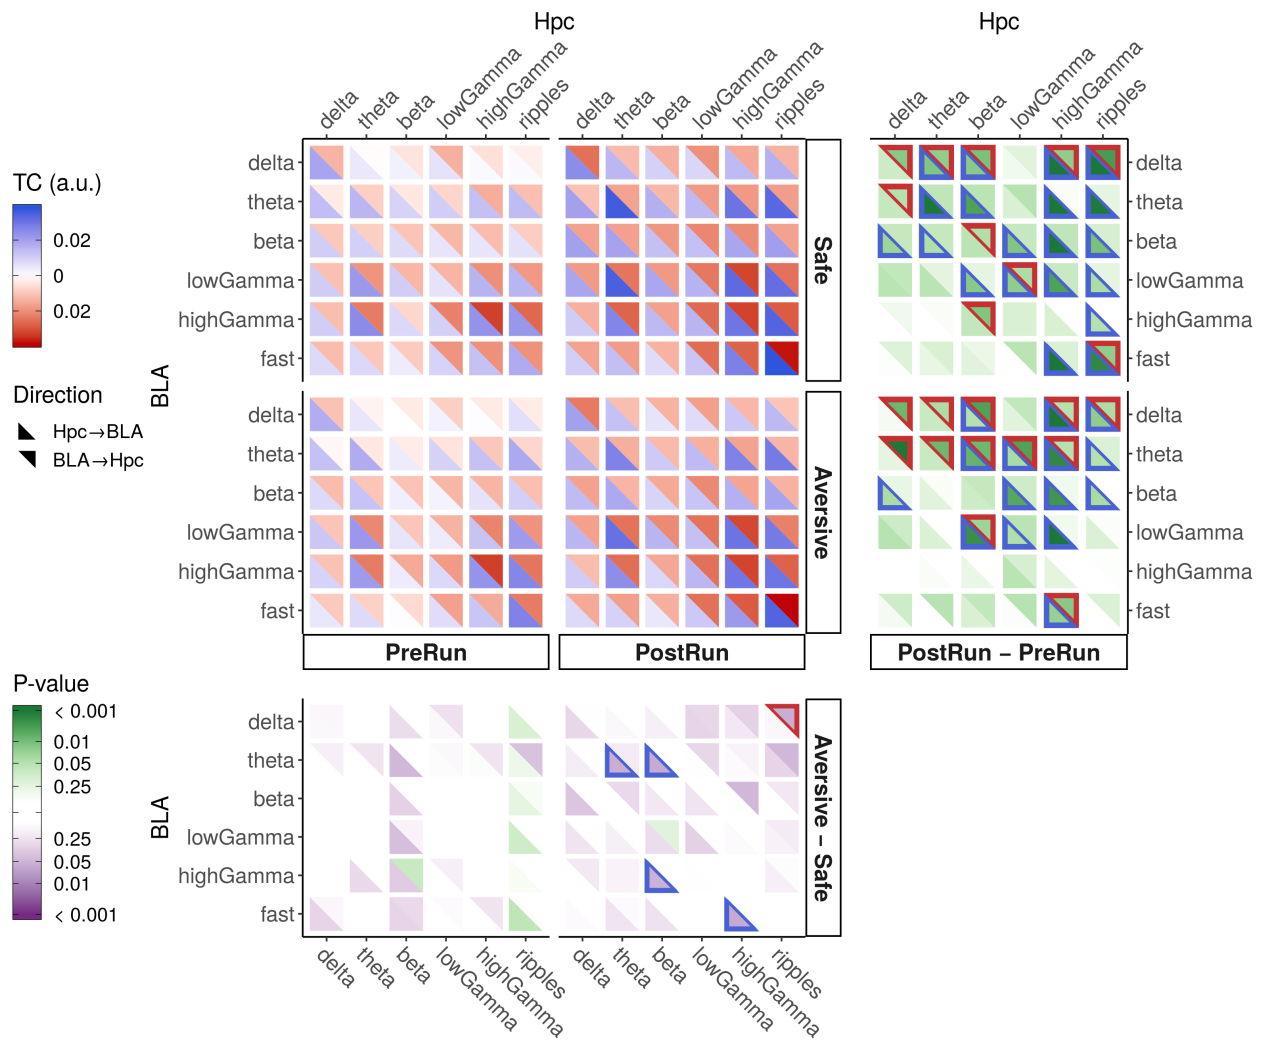 Hpc
Hpc
delta theta beta lowGamma highGamma ripples delta theta beta lowGamma highGamma ripples delta theta beta lowGamma highGamma ripples
TC (a.u.)
0.02
0
0.02
Direction
Hpc→BLA
BLA→Hpc
BLA
delta
theta
beta
lowGamma
highGamma
fast
Safe
delta
theta
beta
lowGamma
highGamma
fast
delta
theta
beta
lowGamma
highGamma
fast
Aversive
delta
theta
beta
lowGamma
highGamma
fast
PreRun PostRun PostRun − PreRun
P-value
< 0.001
0.01
0.05
0.25
0.25
0.05
0.01
< 0.001
BLA
delta
theta
beta
lowGamma
highGamma
fast
Aversive − Safe
delta theta beta lowGamma highGamma ripples delta theta beta lowGamma highGamma ripples